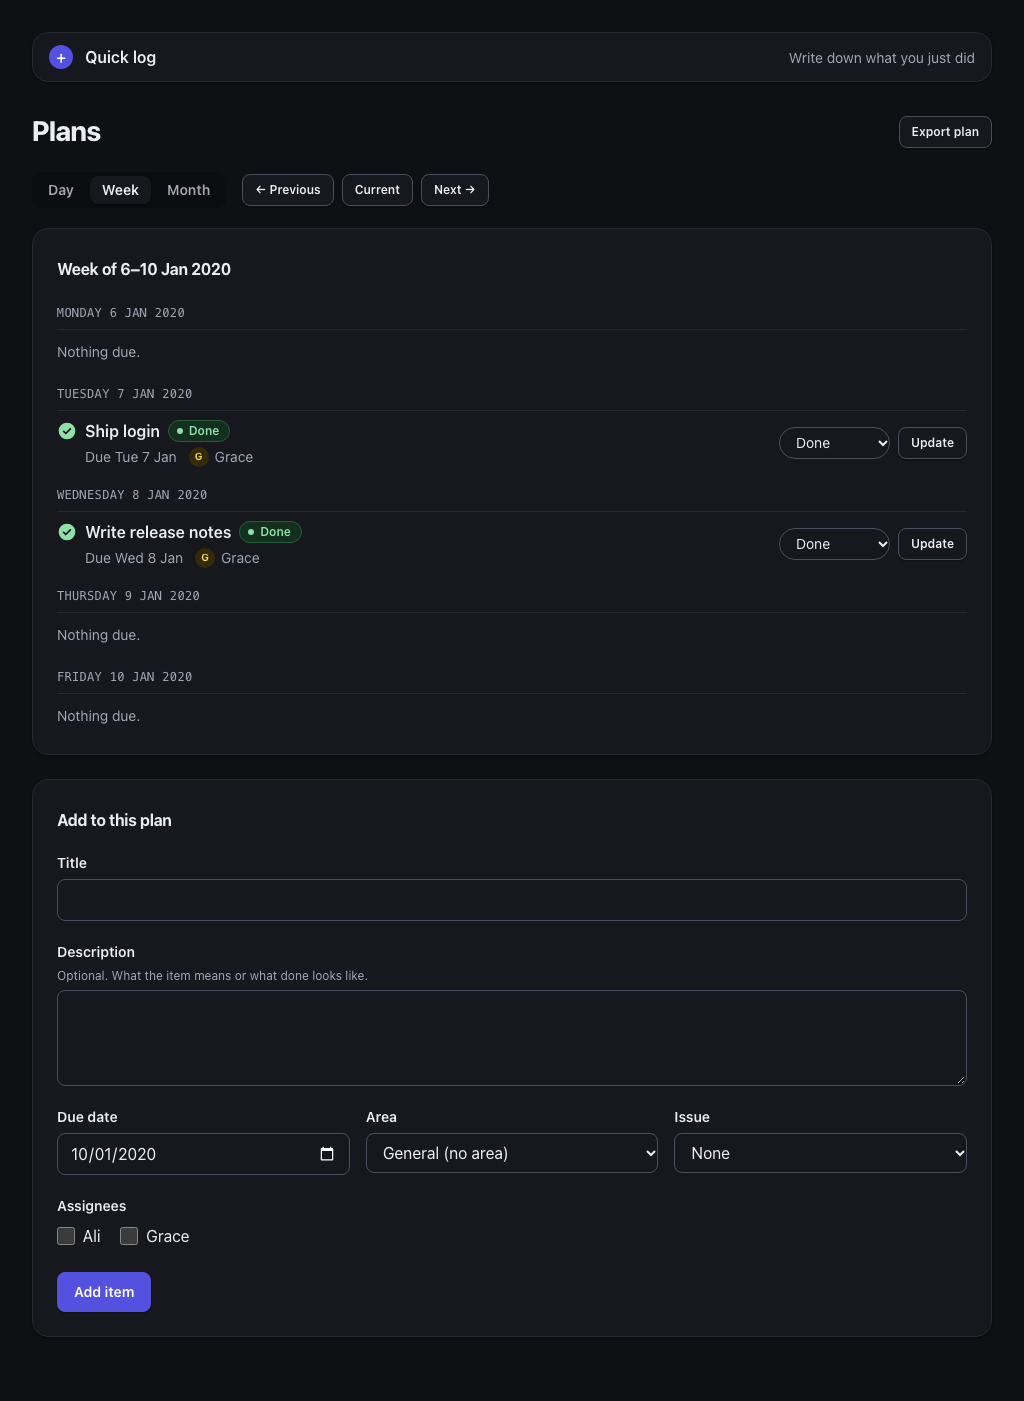 + Quick log Write down what you just did
Plans Export plan
Day Week Month ← Previous Current Next →
Week of 6–10 Jan 2020
MONDAY 6 JAN 2020
Nothing due.
TUESDAY 7 JAN 2020
Ship login Done
Due Tue 7 Jan G Grace
Done Update
WEDNESDAY 8 JAN 2020
Write release notes Done
Due Wed 8 Jan G Grace
Done Update
THURSDAY 9 JAN 2020
Nothing due.
FRIDAY 10 JAN 2020
Nothing due.
Add to this plan
Title
Description
Optional. What the item means or what done looks like.
Due date Area Issue
10/01/2020 General (no area) None
Assignees
Ali Grace
Add item